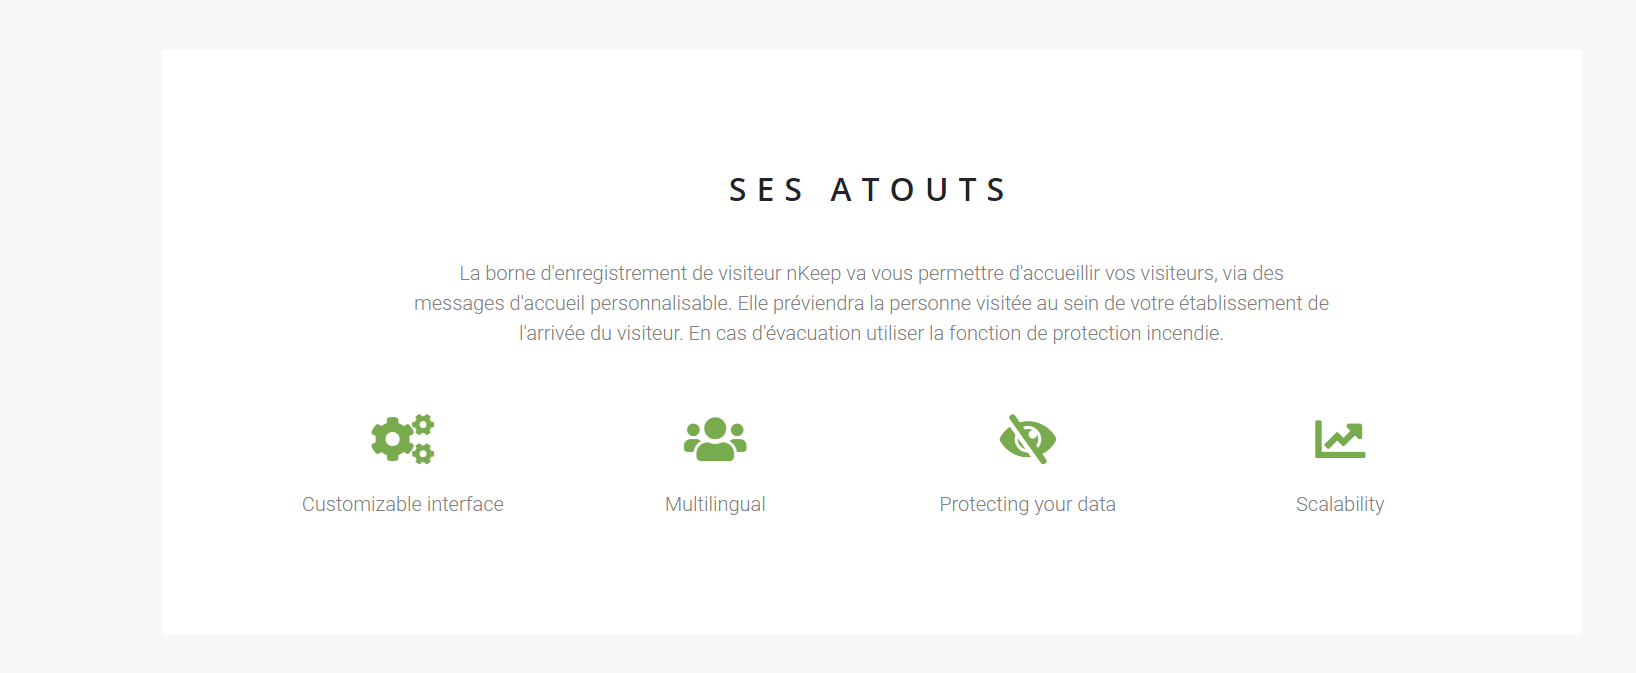 SES ATOUTS
La borne d'enregistrement de visiteur nKeep va vous permettre d'accueillir vos visiteurs, via des
messages d'accueil personnalisable. Elle préviendra la personne visitée au sein de votre établissement de
l'arrivée du visiteur. En cas d'évacuation utiliser la fonction de protection incendie.
Customizable interface
Multilingual
Protecting your data
Scalability